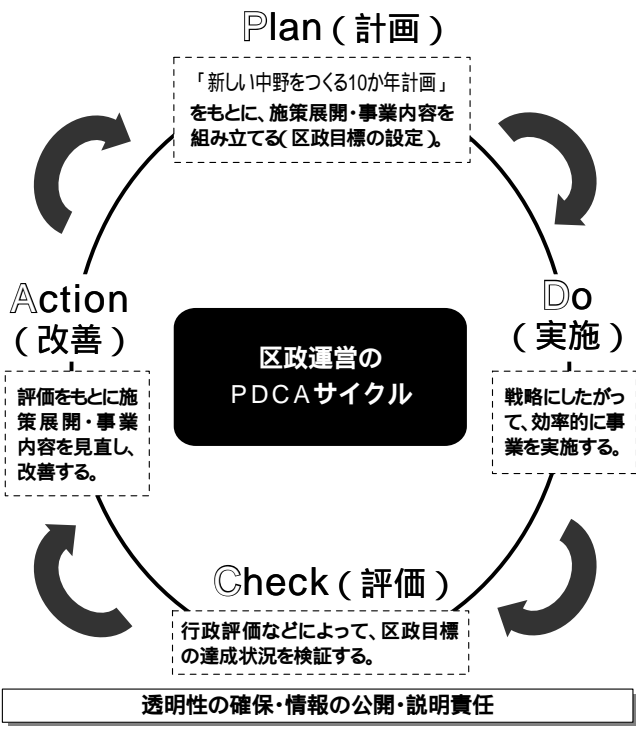 Plan(計画)
「新しい中野をつくる10か年計画」
をもとに、施策展開・事業内容を
組み立てる(区政目標の設定)。
Do
(実施)
戦略にしたがっ
て、効率的に事
業を実施する。
区政運営の
PDCAサイクル
Action
(改善)
評価をもとに施
策展開・事業
内容を見直し、
改善する。
Check(評価)
行政評価などによって、区政目標
の達成状況を検証する。
透明性の確保・情報の公開・説明責任